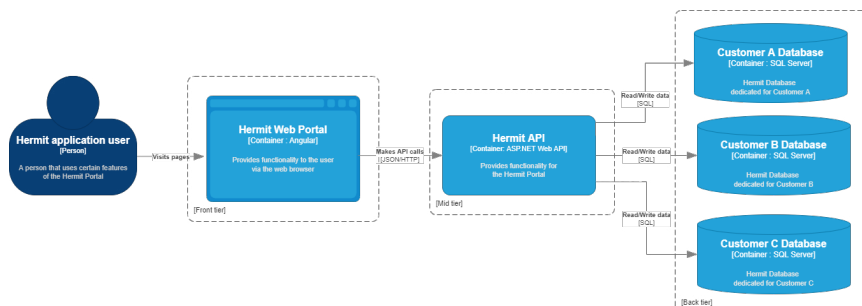 Hermit application user
[Person]
A person that uses certain features
of the Hermit Portal
Visits pages
Hermit Web Portal
[Container : Angular]
Provides functionality to the user
via the web browser
[Front tier]
Makes API calls
[JSON/HTTP]
Hermit API
[Container: ASP.NET Web API]
Provides functionality for
the Hermit Portal
[Mid tier]
Read/Write data
[SQL]
Read/Write data
[SQL]
Read/Write data
[SQL]
Customer A Database
[Container : SQL Server]
Hermit Database
dedicated for Customer A
Customer B Database
[Container : SQL Server]
Hermit Database
dedicated for Customer B
Customer C Database
[Container : SQL Server]
Hermit Database
dedicated for Customer C
[Back tier]